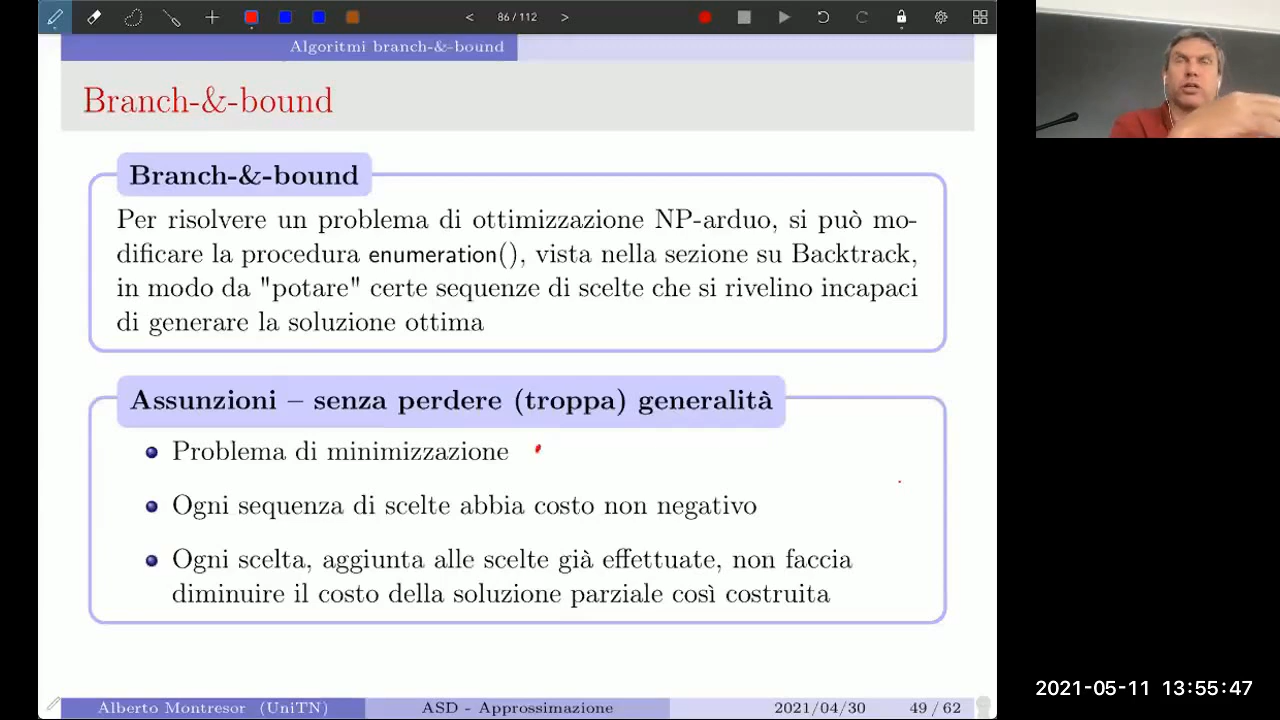 86 / 112
Algoritmi branch-&-bound
Branch-&-bound
Branch-&-bound
Per risolvere un problema di ottimizzazione NP-arduo, si può mo-
dificare la procedura enumeration(), vista nella sezione su Backtrack,
in modo da "potare" certe sequenze di scelte che si rivelino incapaci
di generare la soluzione ottima
Assunzioni – senza perdere (troppa) generalità
Problema di minimizzazione
Ogni sequenza di scelte abbia costo non negativo
Ogni scelta, aggiunta alle scelte già effettuate, non faccia
diminuire il costo della soluzione parziale così costruita
Alberto Montresor (UniTN) ASD - Approssimazione 2021/04/30 49 / 62
2021-05-11 13:55:47